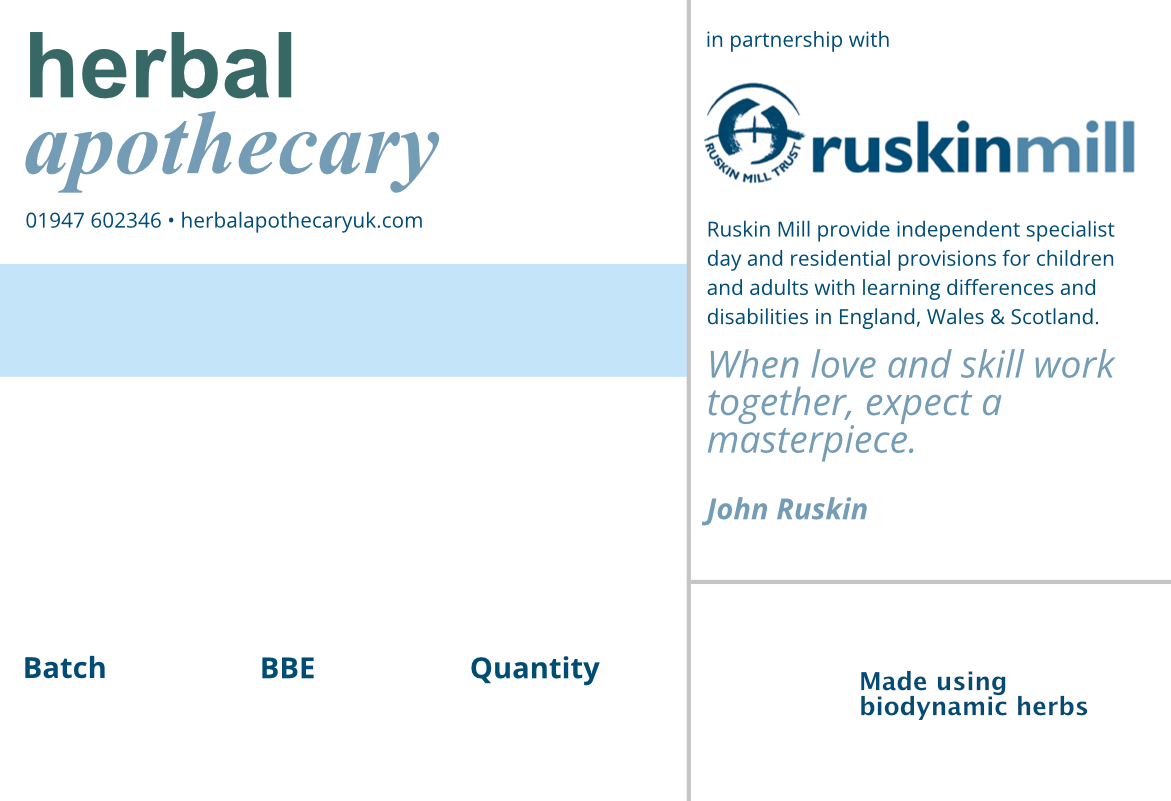 herbal
apothecary
01947 602346 • herbalapothecaryuk.com
Batch
BBE
Quantity
in partnership with
RUSKIN MILL TRUST
ruskinmill
Ruskin Mill provide independent specialist
day and residential provisions for children
and adults with learning differences and
disabilities in England, Wales & Scotland.
When love and skill work
together, expect a
masterpiece.
John Ruskin
Made using
biodynamic herbs